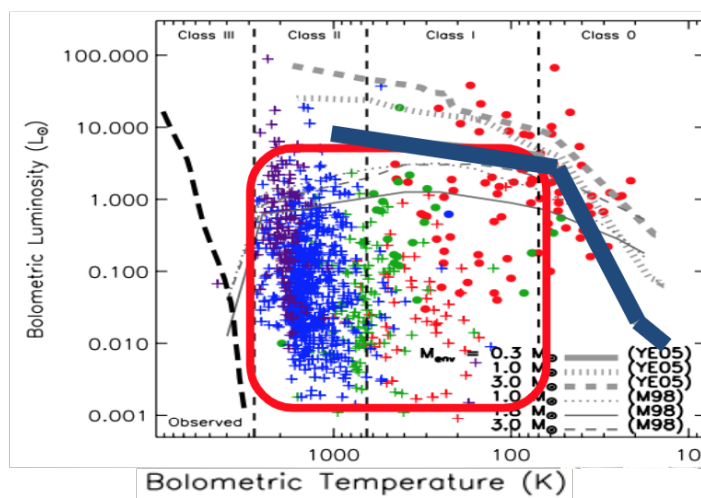 Class III
Class II
Class I
Class 0
100.000
10.000
1.000
0.100
0.010
0.001
Bolometric Luminosity (L⊙)
Observed
M_env = 0.3 M⊙ (YE05)
1.0 M⊙ (YE05)
3.0 M⊙ (YE05)
1.0 M⊙ (M98)
M⊙ (M98)
3.0 M⊙ (M98)
1000
100
10
Bolometric Temperature (K)